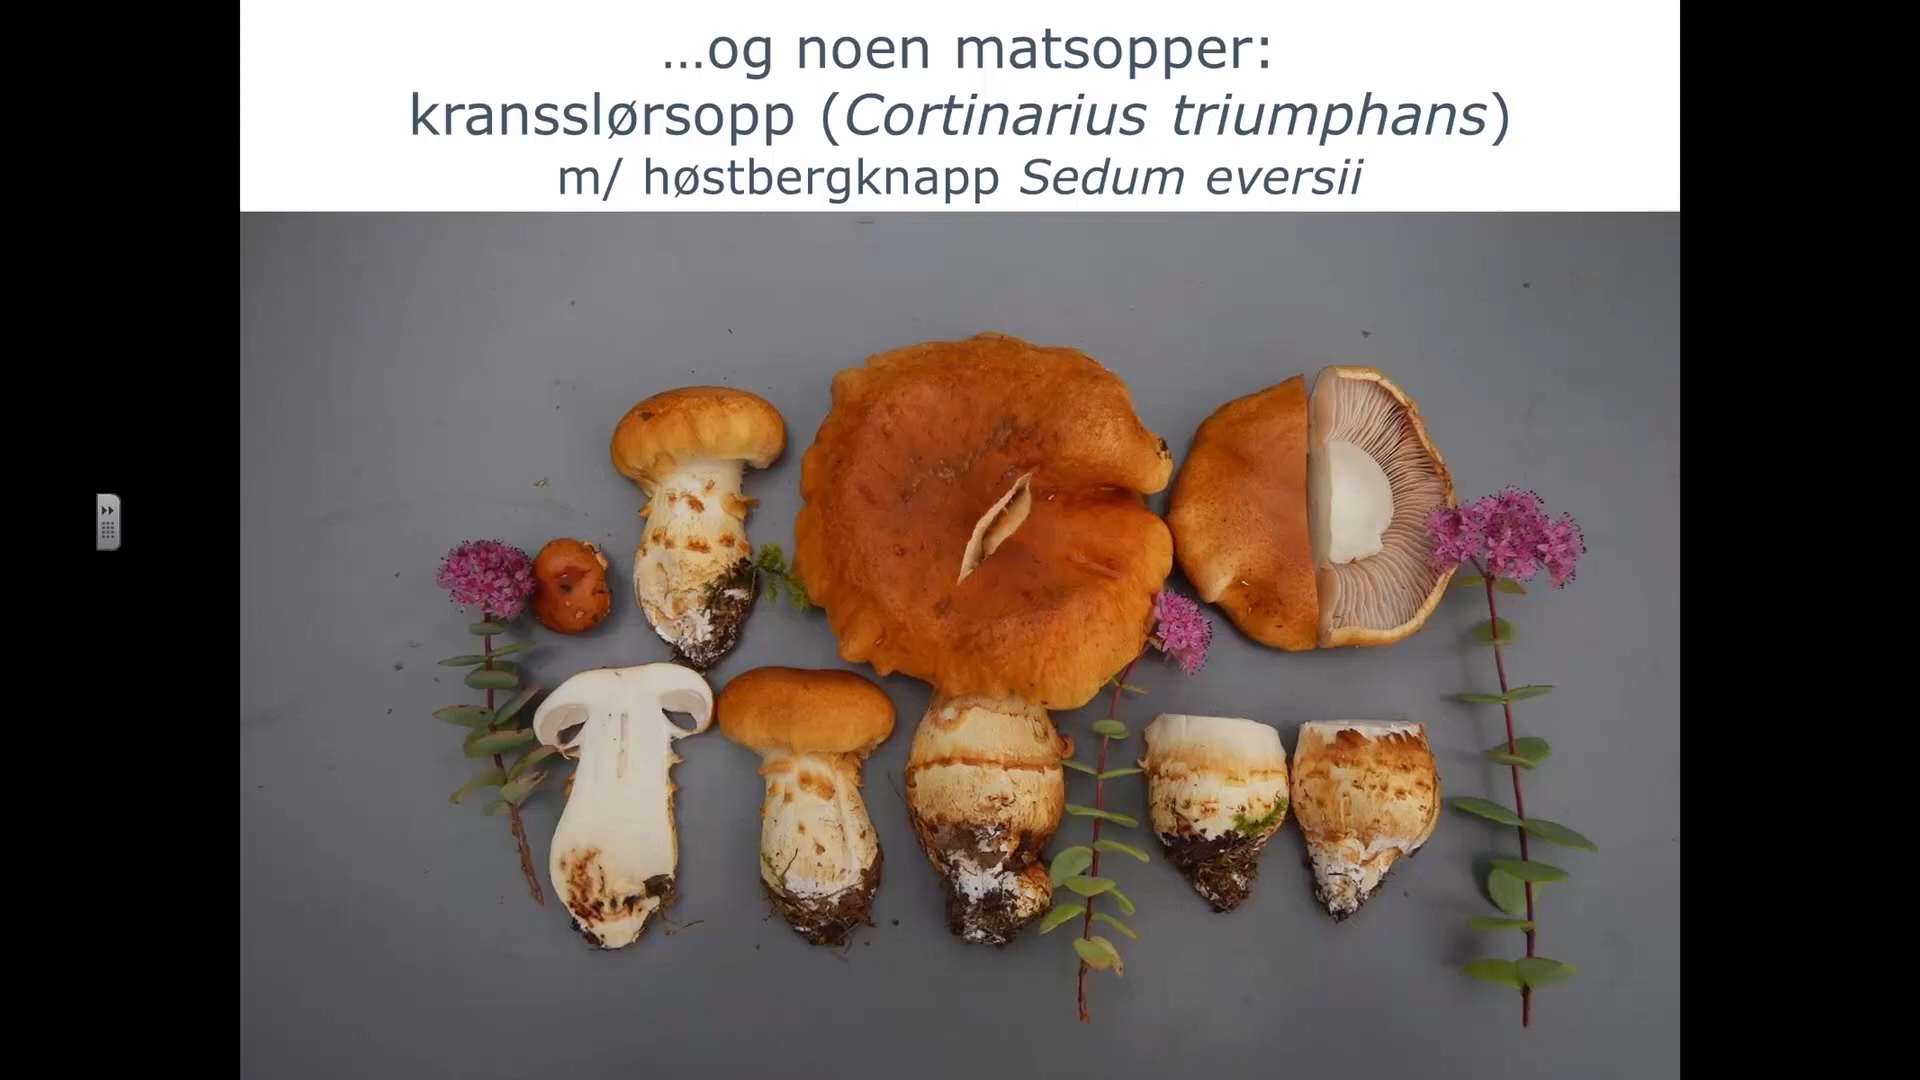 ...og noen matsopper:
kransslørsopp (Cortinarius triumphans)
m/ høstbergknapp Sedum eversii